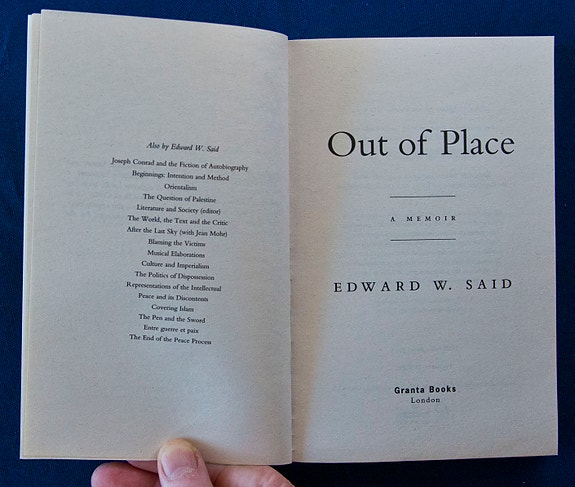 Also by Edward W. Said
Joseph Conrad and the Fiction of Autobiography
Beginnings: Intention and Method
Orientalism
The Question of Palestine
Literature and Society (editor)
The World, the Text and the Critic
After the Last Sky (with Jean Mohr)
Blaming the Victims
Musical Elaborations
Culture and Imperialism
The Politics of Dispossession
Representations of the Intellectual
Peace and its Discontents
Covering Islam
The Pen and the Sword
Entre guerre et paix
The End of the Peace Process
Out of Place
A MEMOIR
EDWARD W. SAID
Granta Books
London